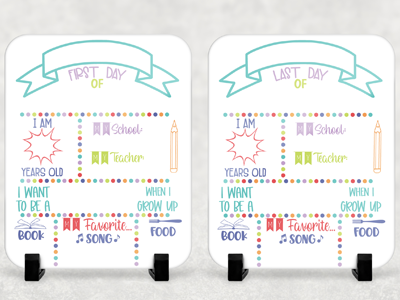 FIRST DAY
OF
I AM
School
Teacher
YEARS OLD
I WANT
TO BE A
WHEN I
GROW UP
BOOK
Favorite...
SONG
FOOD
LAST DAY
OF
I AM
School
Teacher
YEARS OLD
I WANT
TO BE A
WHEN I
GROW UP
BOOK
Favorite...
SONG
FOOD